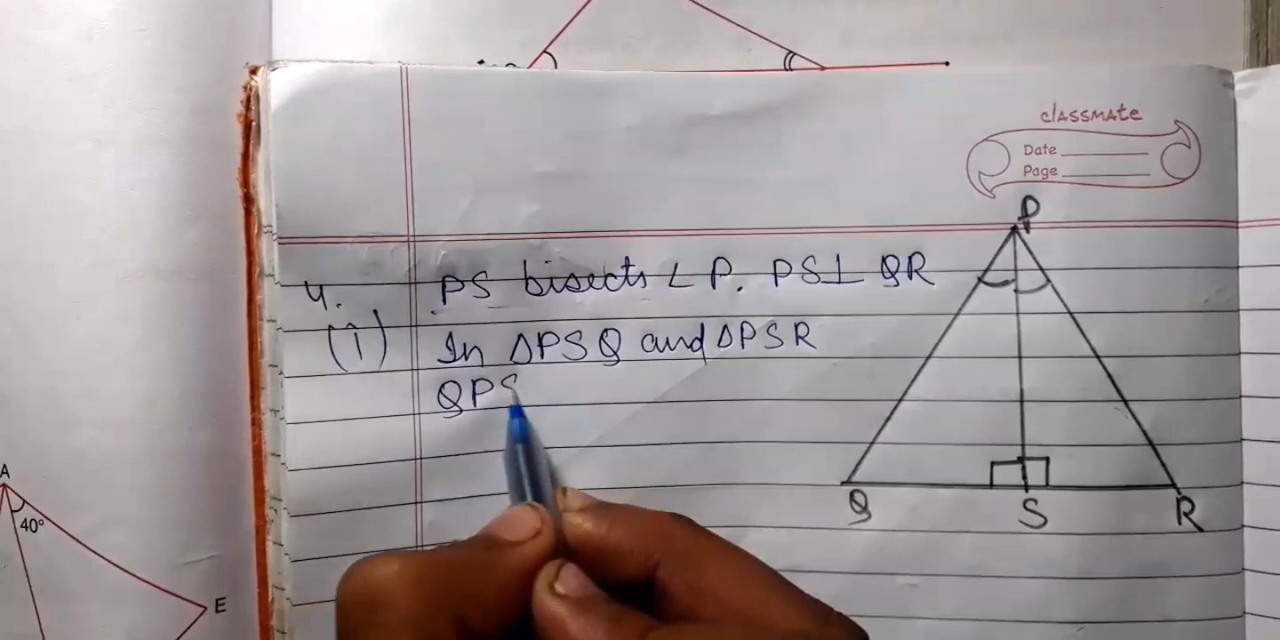 classmate
Date
Page
P
4. PS bisects ∠P. PS⊥ QR
(i) In ΔPSQ and ΔPSR
QPS
Q S R
A
40°
E